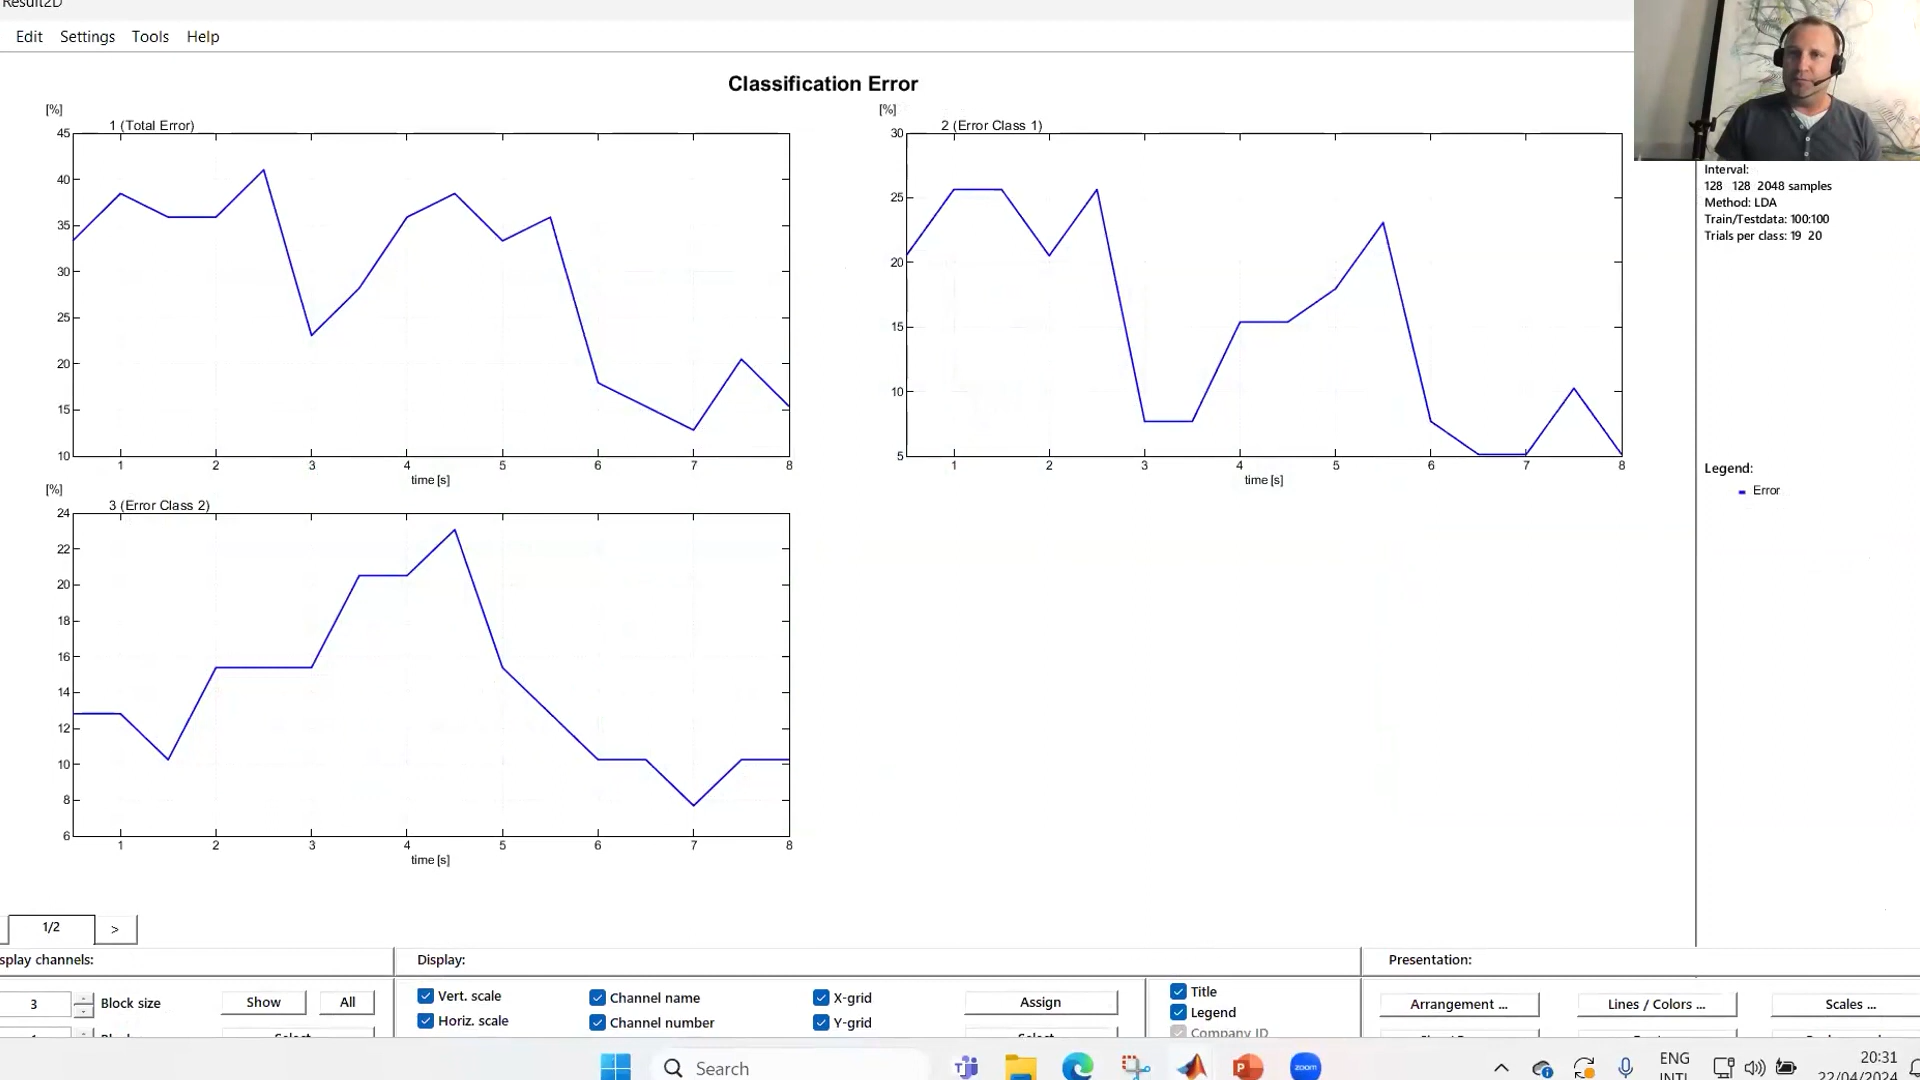 Result2D
Edit Settings Tools Help
Classification Error
[%]
1 (Total Error)
45
40
35
30
25
20
15
10
1 2 3 4 5 6 7 8
time [s]
[%]
2 (Error Class 1)
30
25
20
15
10
5
1 2 3 4 5 6 7 8
time [s]
[%]
3 (Error Class 2)
24
22
20
18
16
14
12
10
8
6
1 2 3 4 5 6 7 8
time [s]
Interval:
128 128 2048 samples
Method: LDA
Train/Testdata: 100:100
Trials per class: 19 20
Legend:
Error
1/2 >
splay channels:
3 Block size Show All
Display:
Vert. scale Channel name X-grid Assign
Horiz. scale Channel number Y-grid
Title
Legend
Company ID
Presentation:
Arrangement ... Lines / Colors ... Scales ...
Search
zoom
ENG
INTL
20:31
22/04/2024